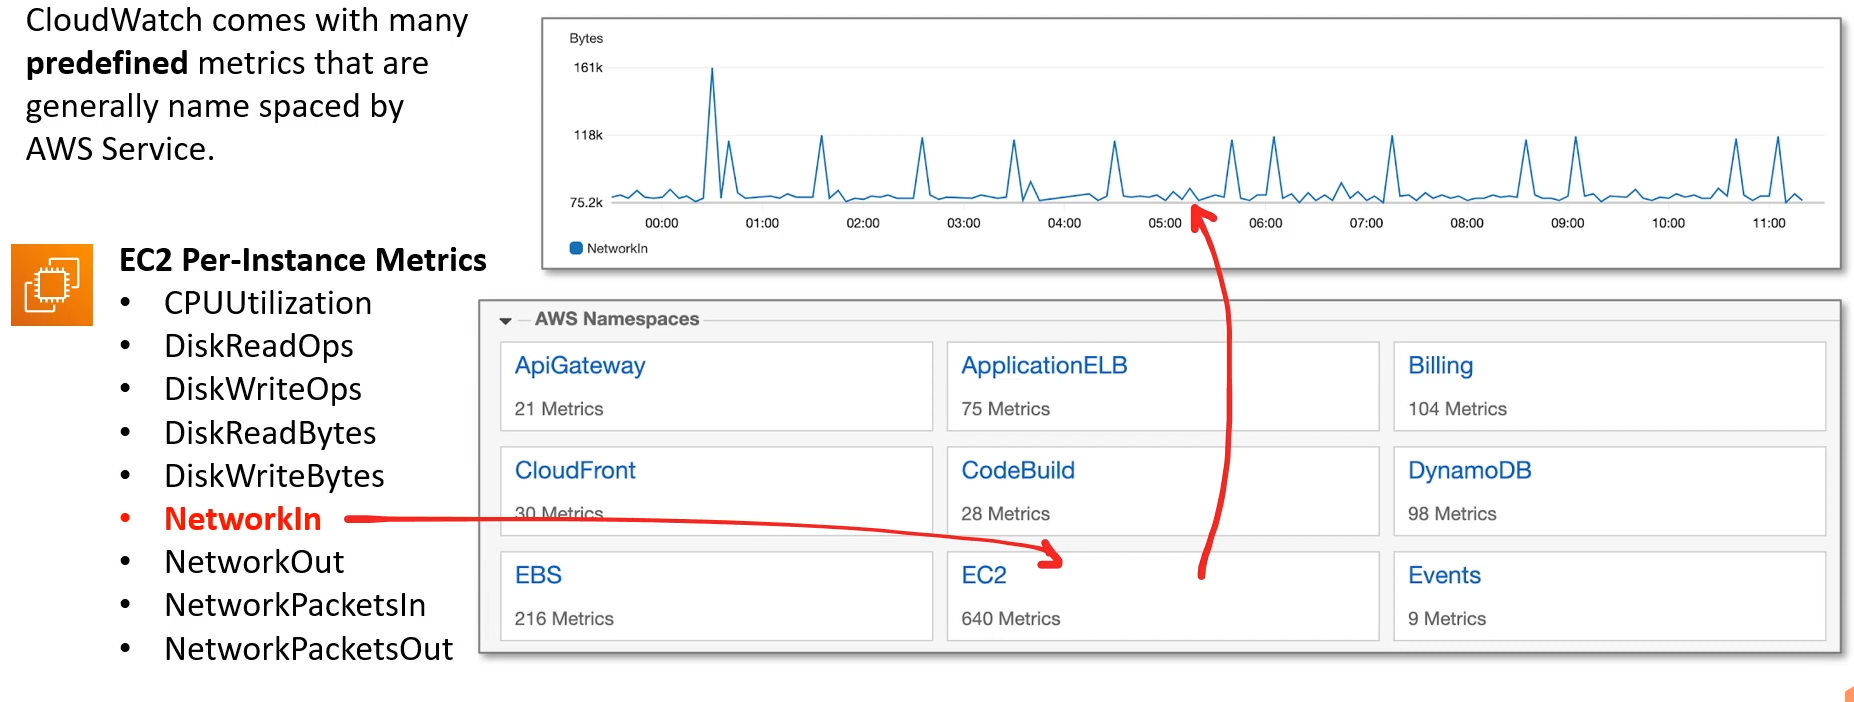 CloudWatch comes with many
predefined metrics that are
generally name spaced by
AWS Service.
Bytes
161k
118k
75.2k
00:00 01:00 02:00 03:00 04:00 05:00 06:00 07:00 08:00 09:00 10:00 11:00
NetworkIn
EC2 Per-Instance Metrics
• CPUUtilization
• DiskReadOps
• DiskWriteOps
• DiskReadBytes
• DiskWriteBytes
• NetworkIn
• NetworkOut
• NetworkPacketsIn
• NetworkPacketsOut
AWS Namespaces
ApiGateway
21 Metrics
ApplicationELB
75 Metrics
Billing
104 Metrics
CloudFront
30 Metrics
CodeBuild
28 Metrics
DynamoDB
98 Metrics
EBS
216 Metrics
EC2
640 Metrics
Events
9 Metrics